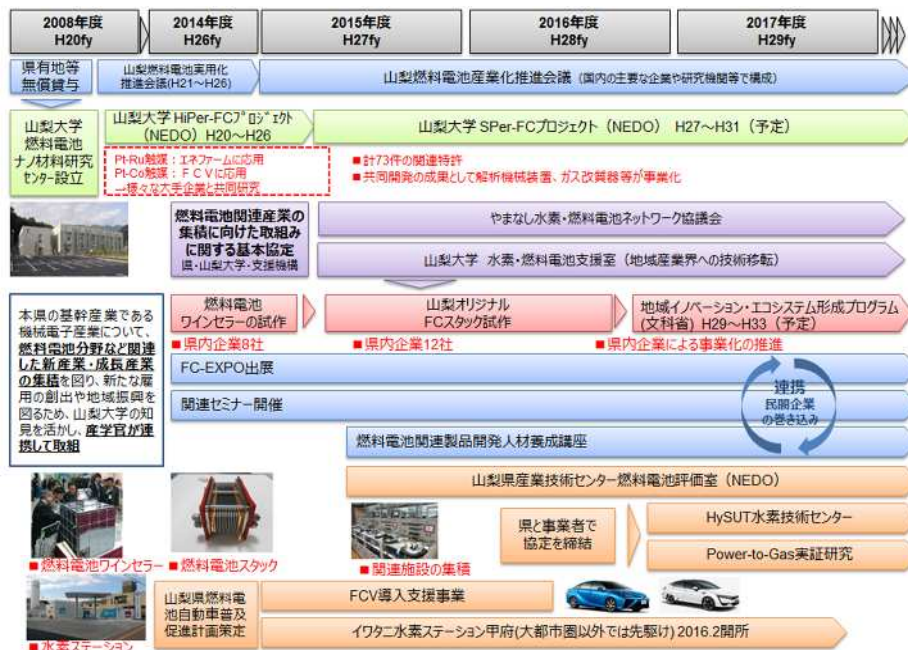 2008年度
H20fy
2014年度
H26fy
2015年度
H27fy
2016年度
H28fy
2017年度
H29fy
県有地等
無償貸与
山梨燃料電池実用化
推進会議(H21～H26)
山梨燃料電池産業化推進会議（国内の主要な企業や研究機関等で構成）
山梨大学
燃料電池
ナノ材料研究
センター設立
山梨大学 HiPer-FCプロジェクト
（NEDO）H20～H26
山梨大学 SPer-FCプロジェクト（NEDO） H27～H31（予定）
Pt-Ru触媒：エネファームに応用
Pt-Co触媒：ＦＣＶに応用
→様々な大手企業と共同研究
■計73件の関連特許
■共同開発の成果として解析機械装置、ガス改質器等が事業化
燃料電池関連産業の
集積に向けた取組み
に関する基本協定
県・山梨大学・支援機構
やまなし水素・燃料電池ネットワーク協議会
山梨大学 水素・燃料電池支援室（地域産業界への技術移転）
本県の基幹産業である
機械電子産業について、
燃料電池分野など関連
した新産業・成長産業
の集積を図り、新たな雇
用の創出や地域振興を
図るため、山梨大学の知
見を活かし、産学官が連
携して取組
燃料電池
ワインセラーの試作
山梨オリジナル
FCスタック試作
地域イノベーション・エコシステム形成プログラム
(文科省) H29～H33（予定）
■県内企業8社
■県内企業12社
■県内企業による事業化の推進
FC-EXPO出展
関連セミナー開催
連携
民間企業
の巻き込み
燃料電池関連製品開発人材養成講座
山梨県産業技術センター燃料電池評価室（NEDO）
県と事業者で
協定を締結
HySUT水素技術センター
Power-to-Gas実証研究
■燃料電池ワインセラー
■燃料電池スタック
■関連施設の集積
山梨県燃料電
池自動車普及
促進計画策定
FCV導入支援事業
イワタニ水素ステーション甲府(大都市圏以外では先駆け) 2016.2開所
■水素ステーション